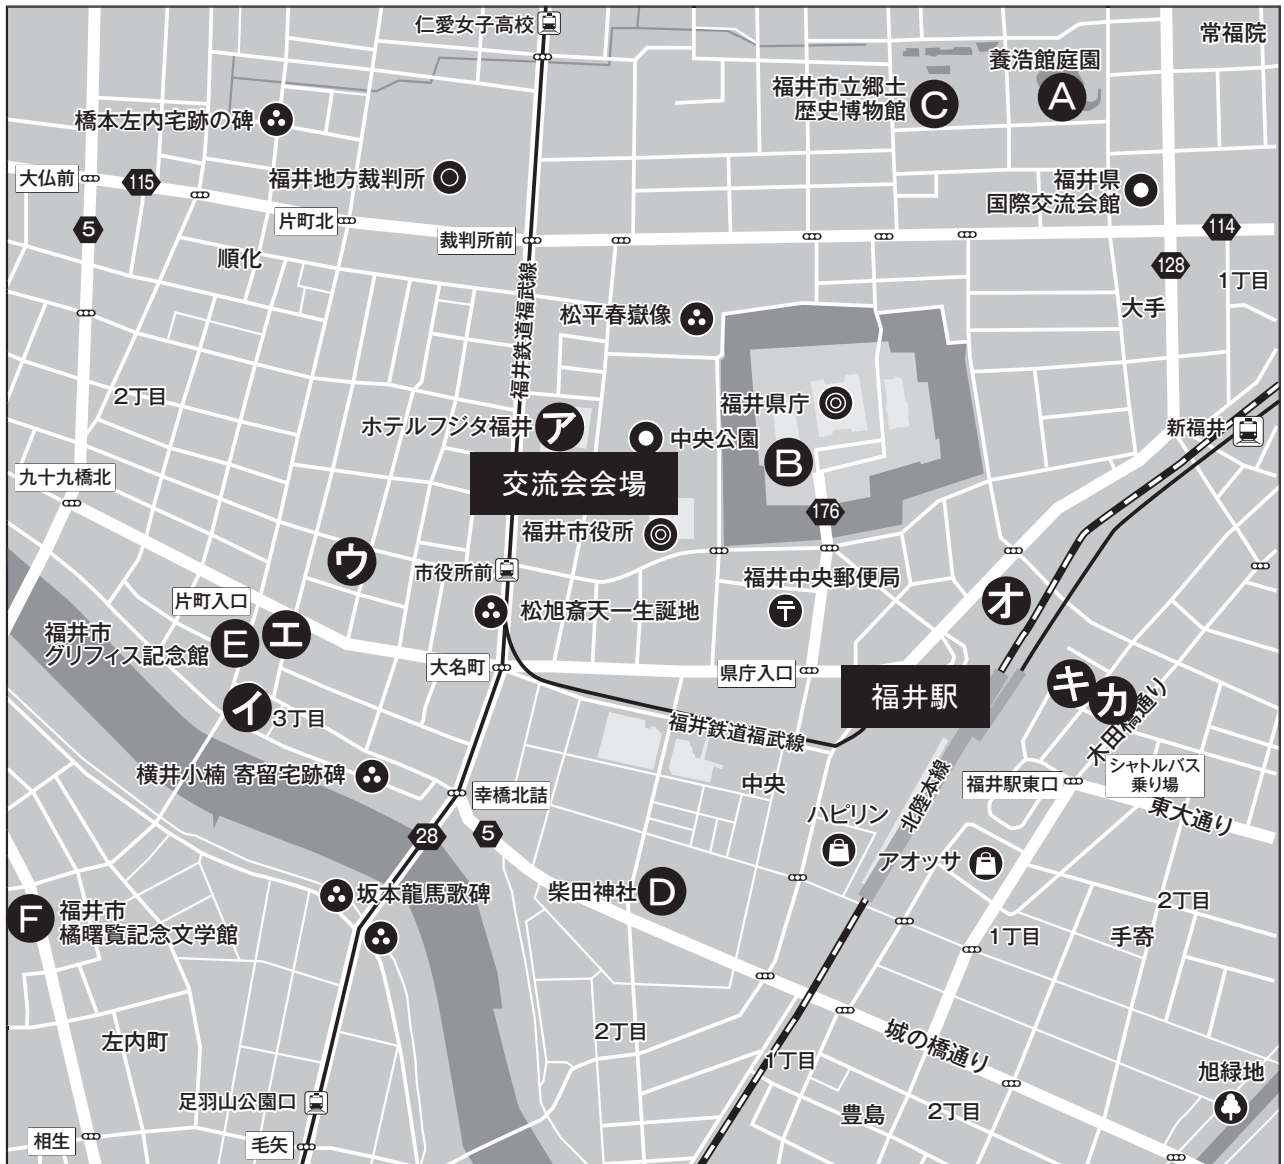 仁愛女子高校
常福院
養浩館庭園
A
福井市立郷土
歴史博物館
C
橋本左内宅跡の碑
大仏前
115
福井地方裁判所
福井県
国際交流会館
片町北
5
裁判所前
114
順化
128
1丁目
福井鉄道福武線
松平春嶽像
大手
2丁目
福井県庁
ホテルフジタ福井
ア
中央公園
新福井
B
九十九橋北
交流会会場
176
福井市役所
ウ
市役所前
福井中央郵便局
〒
オ
片町入口
松旭斎天一生誕地
福井市
グリフィス記念館
E
エ
大名町
県庁入口
福井駅
キ
カ
イ
3丁目
福井鉄道福武線
木田橋通り
横井小楠 寄留宅跡碑
中央
北陸本線
福井駅東口
シャトルバス
乗り場
幸橋北詰
ハピリン
東大通り
28
5
アオッサ
坂本龍馬歌碑
柴田神社
D
2丁目
F
福井市
橘曙覧記念文学館
1丁目
手寄
左内町
2丁目
城の橋通り
1丁目
旭緑地
足羽山公園口
豊島
2丁目
相生
毛矢